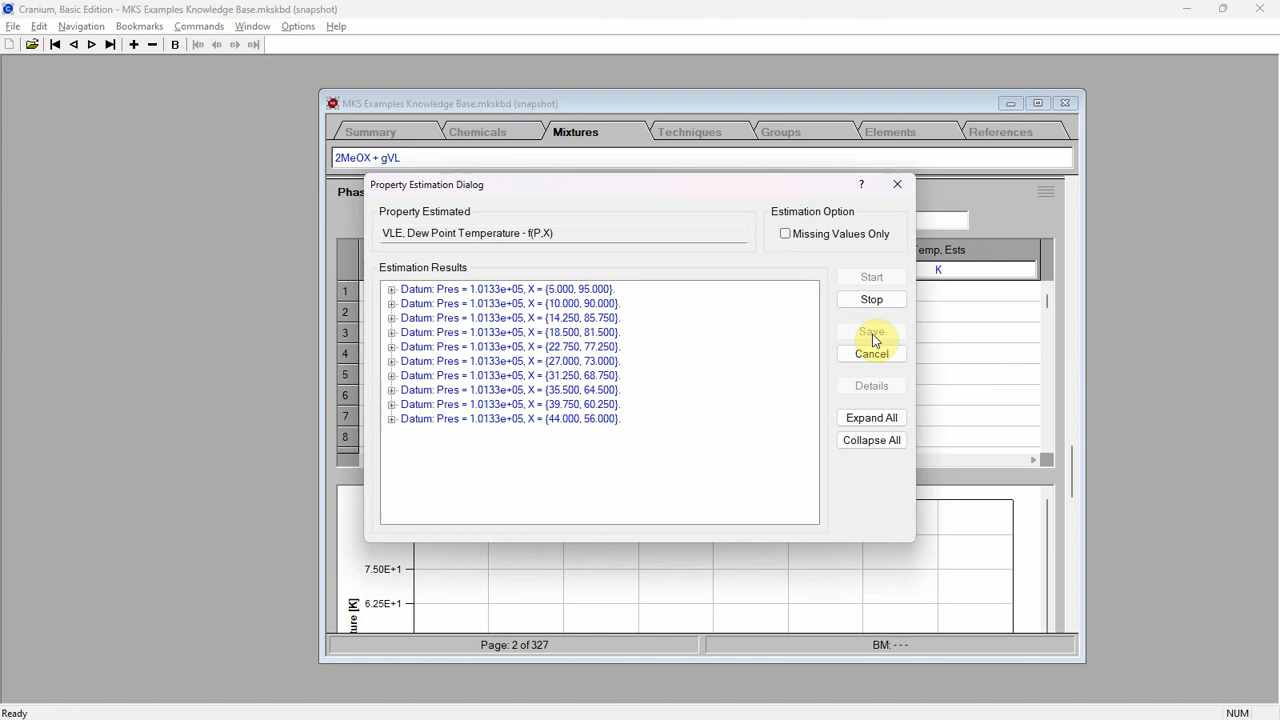 Cranium, Basic Edition - MKS Examples Knowledge Base.mkskbd (snapshot)
File Edit Navigation Bookmarks Commands Window Options Help
B
MKS Examples Knowledge Base.mkskbd (snapshot)
Summary Chemicals Mixtures Techniques Groups Elements References
2MeOX + gVL
Property Estimation Dialog
?
Property Estimated
Estimation Option
VLE, Dew Point Temperature - f(P,X)
Missing Values Only
Estimation Results
Datum: Pres = 1.0133e+05, X = {5.000, 95.000}.
Datum: Pres = 1.0133e+05, X = {10.000, 90.000}.
Datum: Pres = 1.0133e+05, X = {14.250, 85.750}.
Datum: Pres = 1.0133e+05, X = {18.500, 81.500}.
Datum: Pres = 1.0133e+05, X = {22.750, 77.250}.
Datum: Pres = 1.0133e+05, X = {27.000, 73.000}.
Datum: Pres = 1.0133e+05, X = {31.250, 68.750}.
Datum: Pres = 1.0133e+05, X = {35.500, 64.500}.
Datum: Pres = 1.0133e+05, X = {39.750, 60.250}.
Datum: Pres = 1.0133e+05, X = {44.000, 56.000}.
Start
Stop
Save
Cancel
Details
Expand All
Collapse All
Phas
emp, Ests
K
1
2
3
4
5
6
7
8
7.50E+1
6.25E+1
ture [K]
Page: 2 of 327
BM: - - -
Ready
NUM